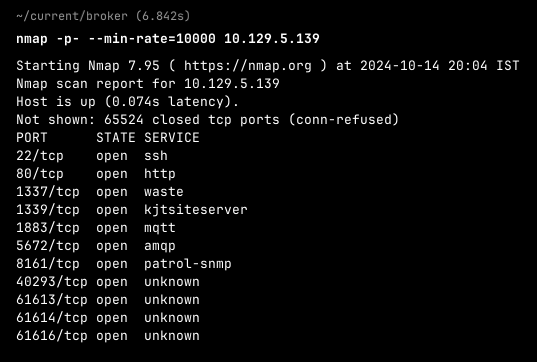 ~/current/broker (6.842s)
nmap -p- --min-rate=10000 10.129.5.139
Starting Nmap 7.95 ( https://nmap.org ) at 2024-10-14 20:04 IST
Nmap scan report for 10.129.5.139
Host is up (0.074s latency).
Not shown: 65524 closed tcp ports (conn-refused)
PORT      STATE SERVICE
22/tcp    open  ssh
80/tcp    open  http
1337/tcp  open  waste
1339/tcp  open  kjtsiteserver
1883/tcp  open  mqtt
5672/tcp  open  amqp
8161/tcp  open  patrol-snmp
40293/tcp open  unknown
61613/tcp open  unknown
61614/tcp open  unknown
61616/tcp open  unknown